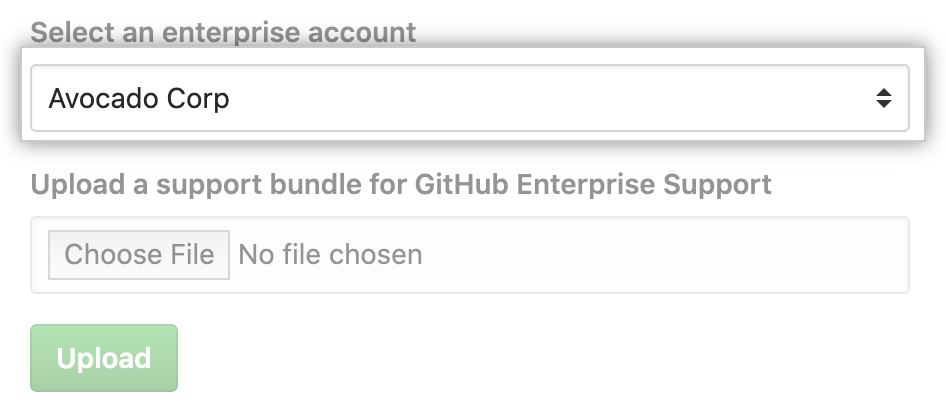 Select an enterprise account
Avocado Corp
Upload a support bundle for GitHub Enterprise Support
Choose File No file chosen
Upload